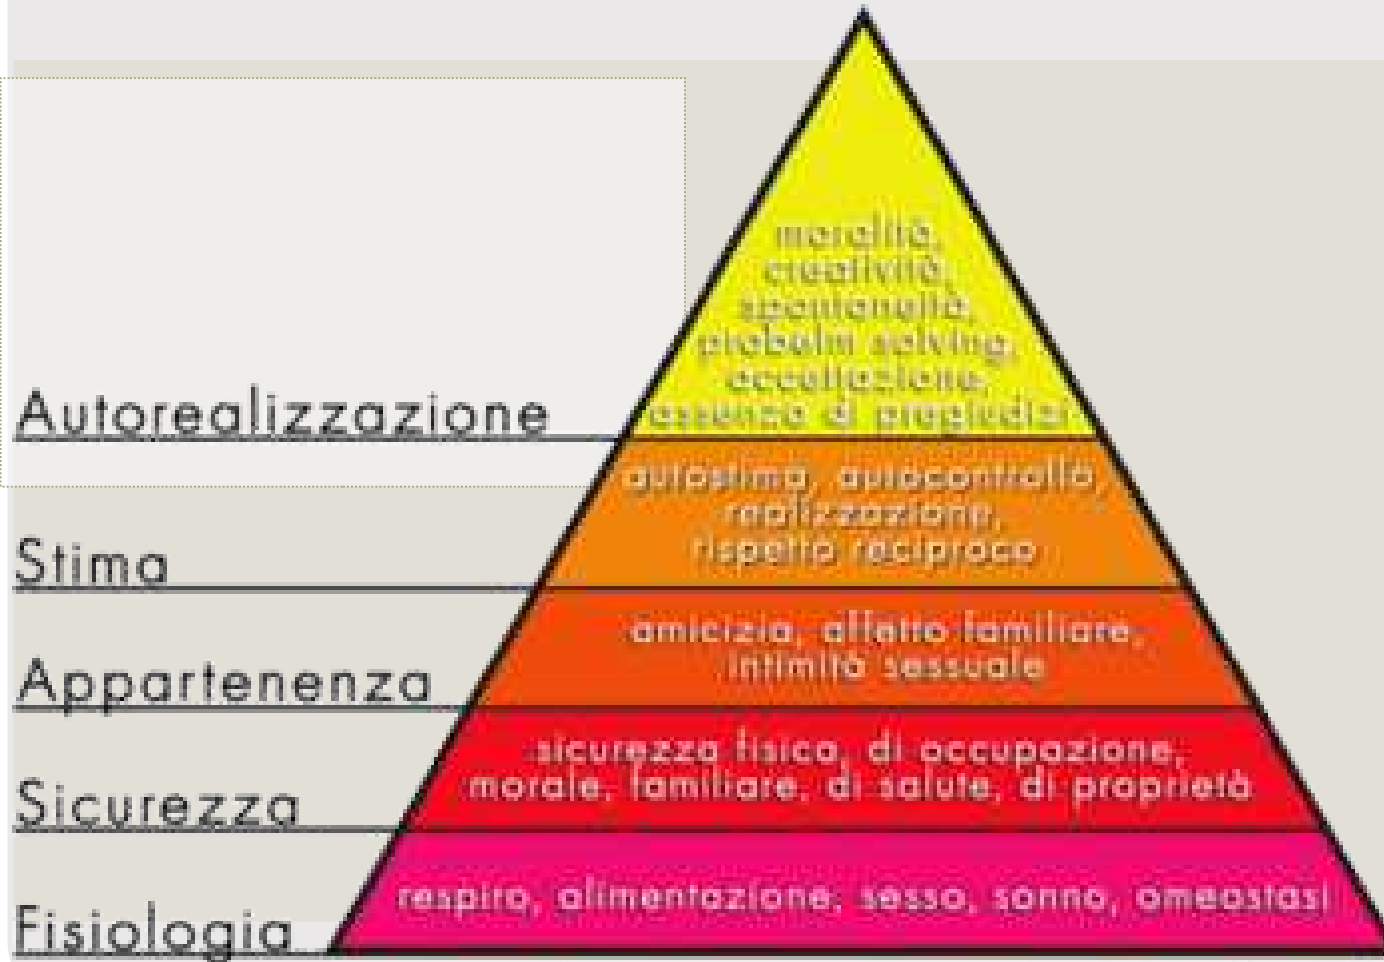 moralità,
creatività,
spontaneità,
probelm solving,
accettazione,
assenza di pregiudizi
Autorealizzazione
autostima, autocontrollo,
realizzazione,
rispetto reciproco
Stima
amicizia, affetto familiare,
intimità sessuale
Appartenenza
sicurezza fisica, di occupazione,
morale, familiare, di salute, di proprietà
Sicurezza
respiro, alimentazione, sesso, sonno, omeostasi
Fisiologia